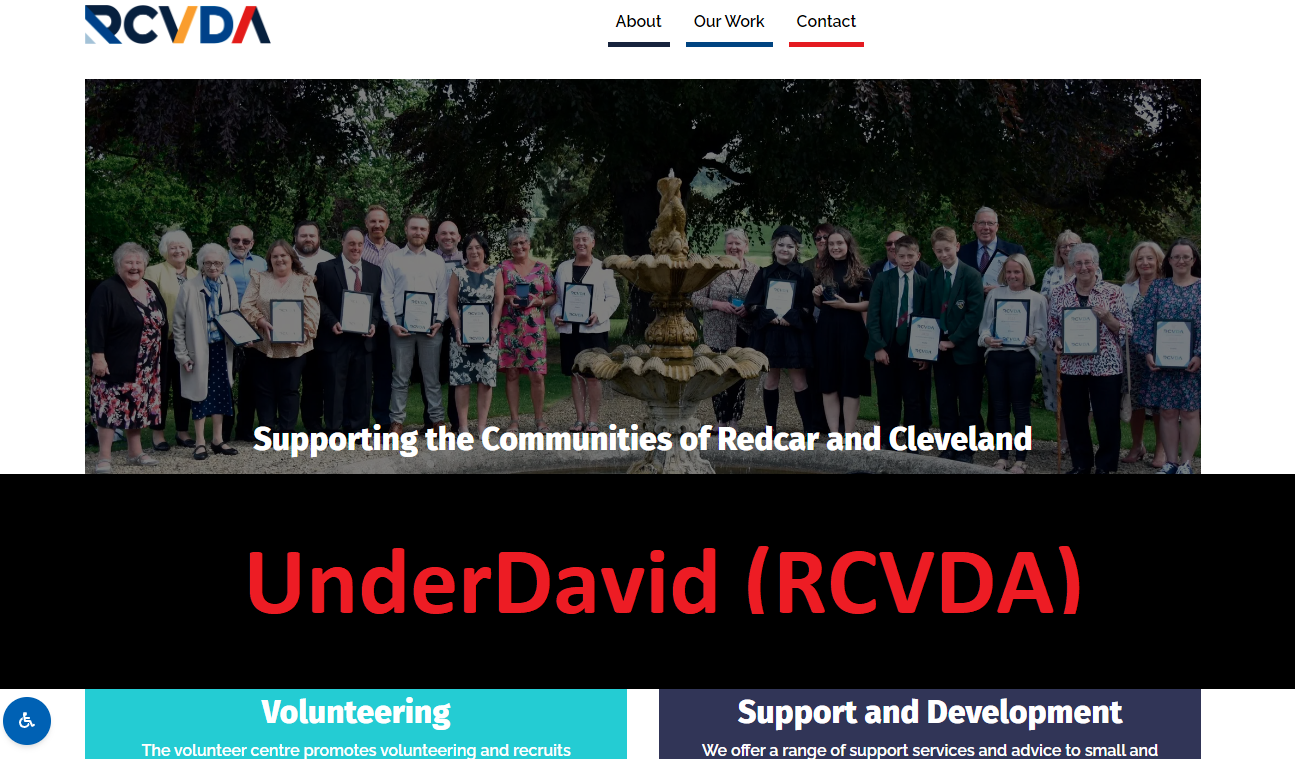 RCVDA
About Our Work Contact
Supporting the Communities of Redcar and Cleveland
UnderDavid (RCVDA)
Volunteering
The volunteer centre promotes volunteering and recruits
Support and Development
We offer a range of support services and advice to small and